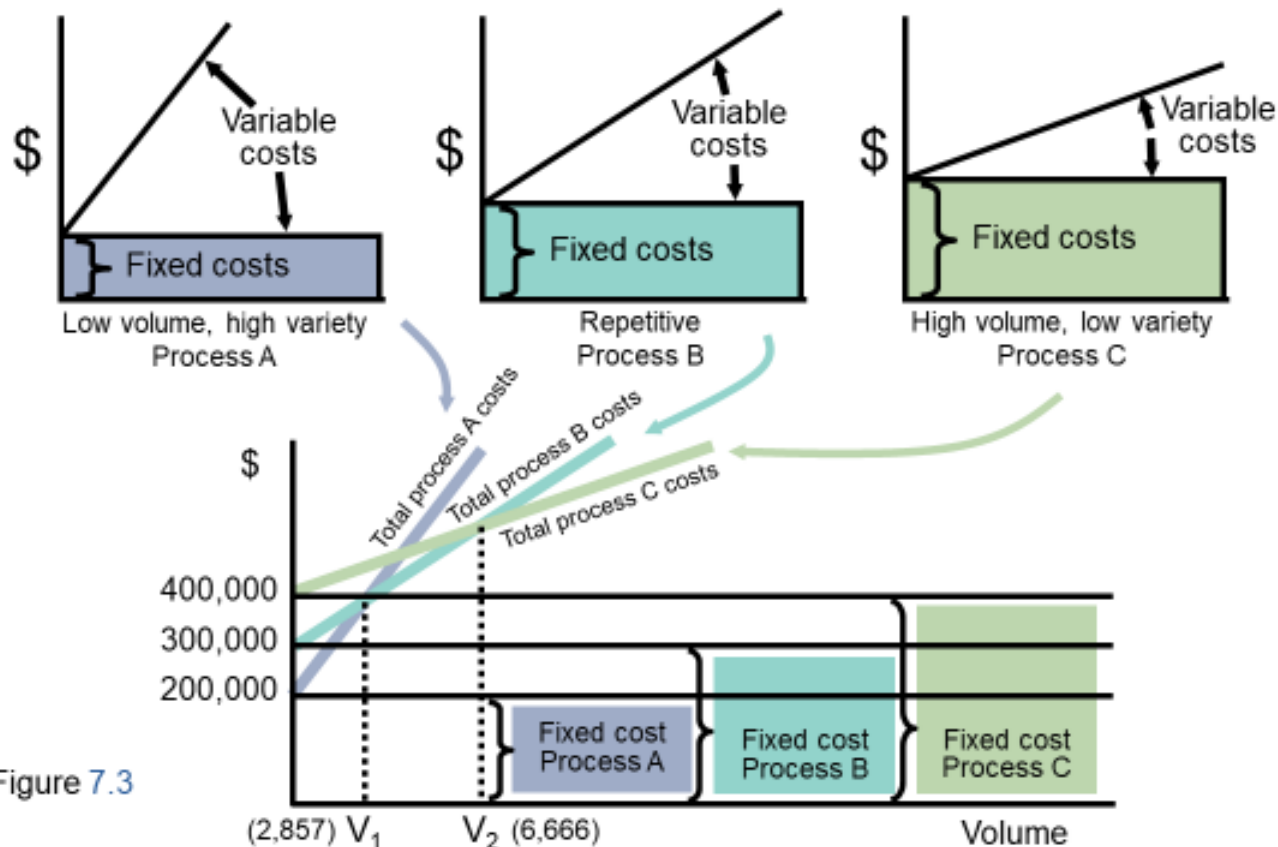 $
Variable
costs
Fixed costs
Low volume, high variety
Process A
$
Variable
costs
Fixed costs
Repetitive
Process B
$
Variable
costs
Fixed costs
High volume, low variety
Process C
$
Total process A costs
Total process B costs
Total process C costs
400,000
300,000
200,000
Fixed cost
Process A
Fixed cost
Process B
Fixed cost
Process C
(2,857) V1
V2 (6,666)
Volume
Figure 7.3